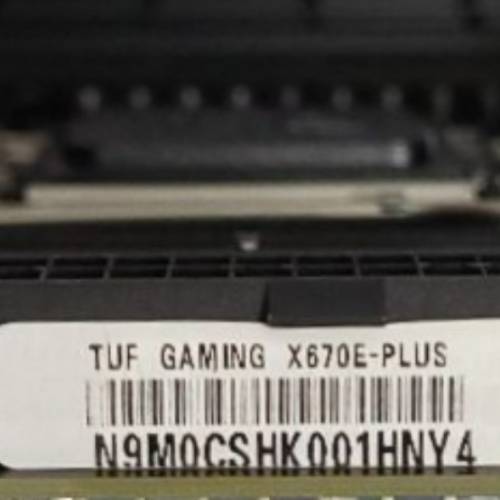 TUF GAMING X670E-PLUS
N9M0CSHK001HNY4